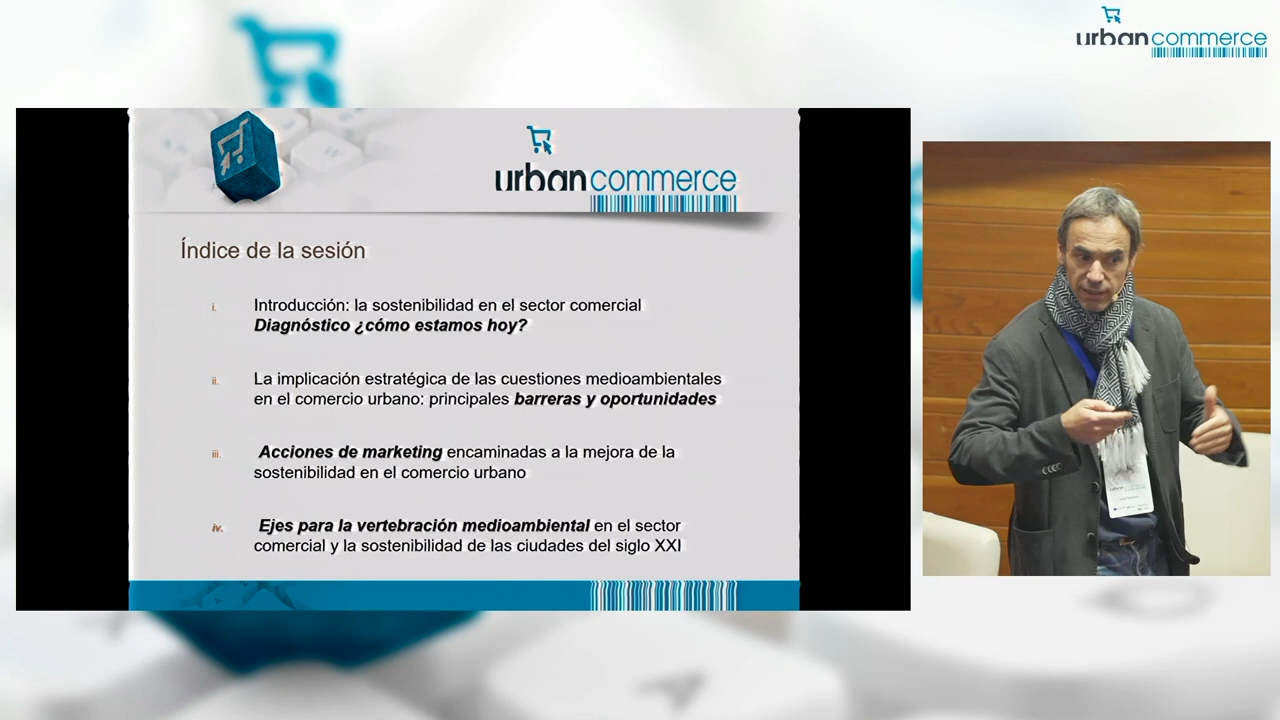 urbancommerce
urbancommerce
Índice de la sesión
i. Introducción: la sostenibilidad en el sector comercial
Diagnóstico ¿cómo estamos hoy?
ii. La implicación estratégica de las cuestiones medioambientales
en el comercio urbano: principales barreras y oportunidades
iii. Acciones de marketing encaminadas a la mejora de la
sostenibilidad en el comercio urbano
iv. Ejes para la vertebración medioambiental en el sector
comercial y la sostenibilidad de las ciudades del siglo XXI